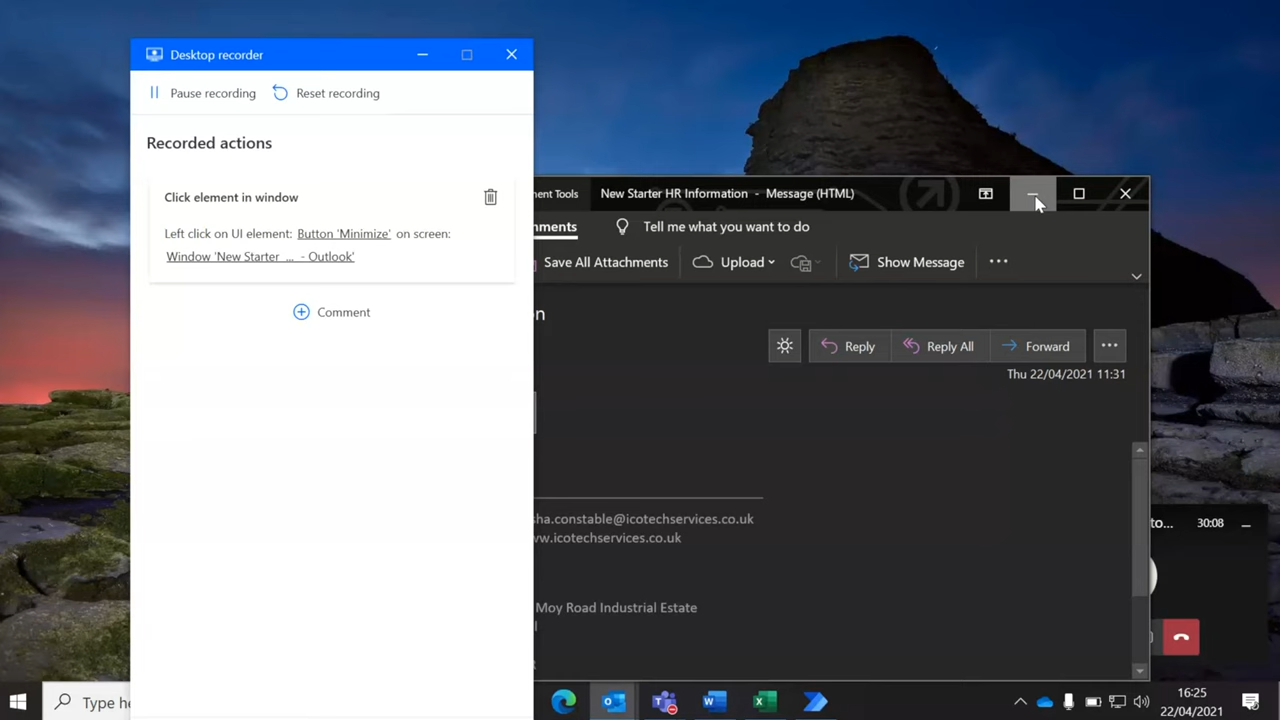 Desktop recorder
Pause recording
Reset recording
Recorded actions
Click element in window
Left click on UI element: Button 'Minimize' on screen:
Window 'New Starter ... - Outlook'
Comment
ment Tools
New Starter HR Information - Message (HTML)
nments
Tell me what you want to do
Save All Attachments
Upload
Show Message
on
Reply
Reply All
Forward
Thu 22/04/2021 11:31
sha.constable@icotechservices.co.uk
ww.icotechservices.co.uk
Moy Road Industrial Estate
to...
30:08
Type he
16:25
22/04/2021